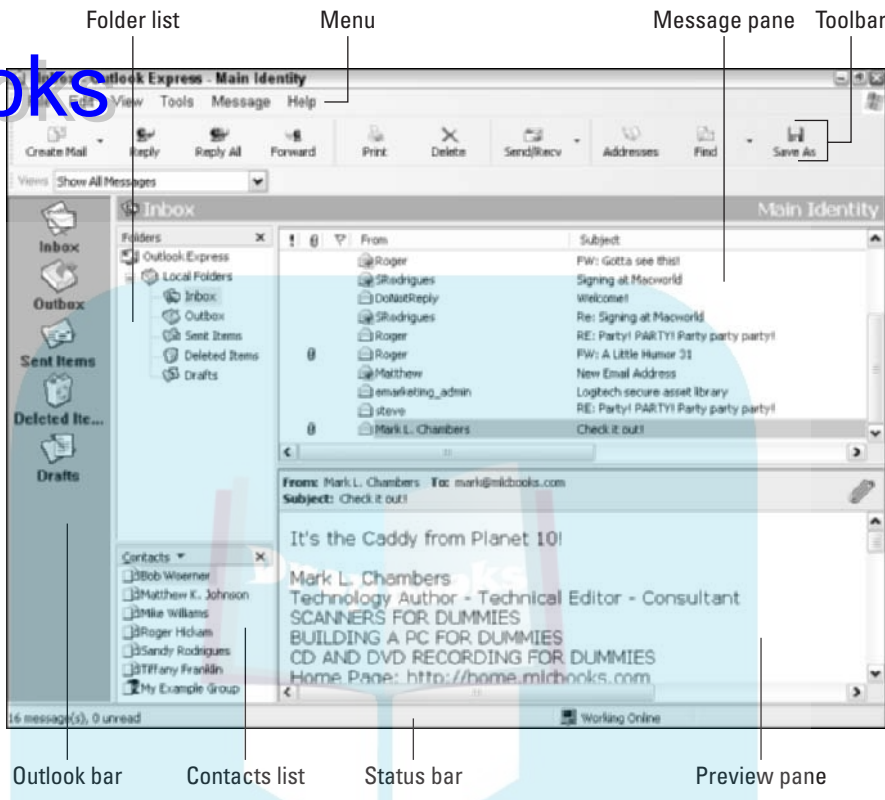 Folder list Menu Message pane Toolbar
Outlook Express - Main Identity
oks
Edit View Tools Message Help
Create Mail Reply Reply All Forward Print Delete Send/Recv Addresses Find Save As
Views Show All Messages
Inbox Main Identity
Inbox
Outbox
Sent Items
Deleted Ite...
Drafts
Folders
Outlook Express
Local Folders
Inbox
Outbox
Sent Items
Deleted Items
Drafts
! From Subject
Roger FW: Gotta see this!
SRodrigues Signing at Macworld
DoNotReply Welcome!
SRodrigues Re: Signing at Macworld
Roger RE: Party! PARTY! Party party party!
Roger FW: A Little Humor 31
Matthew New Email Address
emarketing_admin Logitech secure asset library
steve RE: Party! PARTY! Party party party!
Mark L. Chambers Check it out!
From: Mark L. Chambers To: mark@mlcbooks.com
Subject: Check it out!
It's the Caddy from Planet 10!
Mark L. Chambers
Technology Author - Technical Editor - Consultant
SCANNERS FOR DUMMIES
BUILDING A PC FOR DUMMIES
CD AND DVD RECORDING FOR DUMMIES
Home Page: http://home.mlcbooks.com
Contacts
Bob Woerner
Matthew K. Johnson
Mike Williams
Roger Hickam
Sandy Rodrigues
Tiffany Franklin
My Example Group
16 message(s), 0 unread Working Online
Outlook bar Contacts list Status bar Preview pane